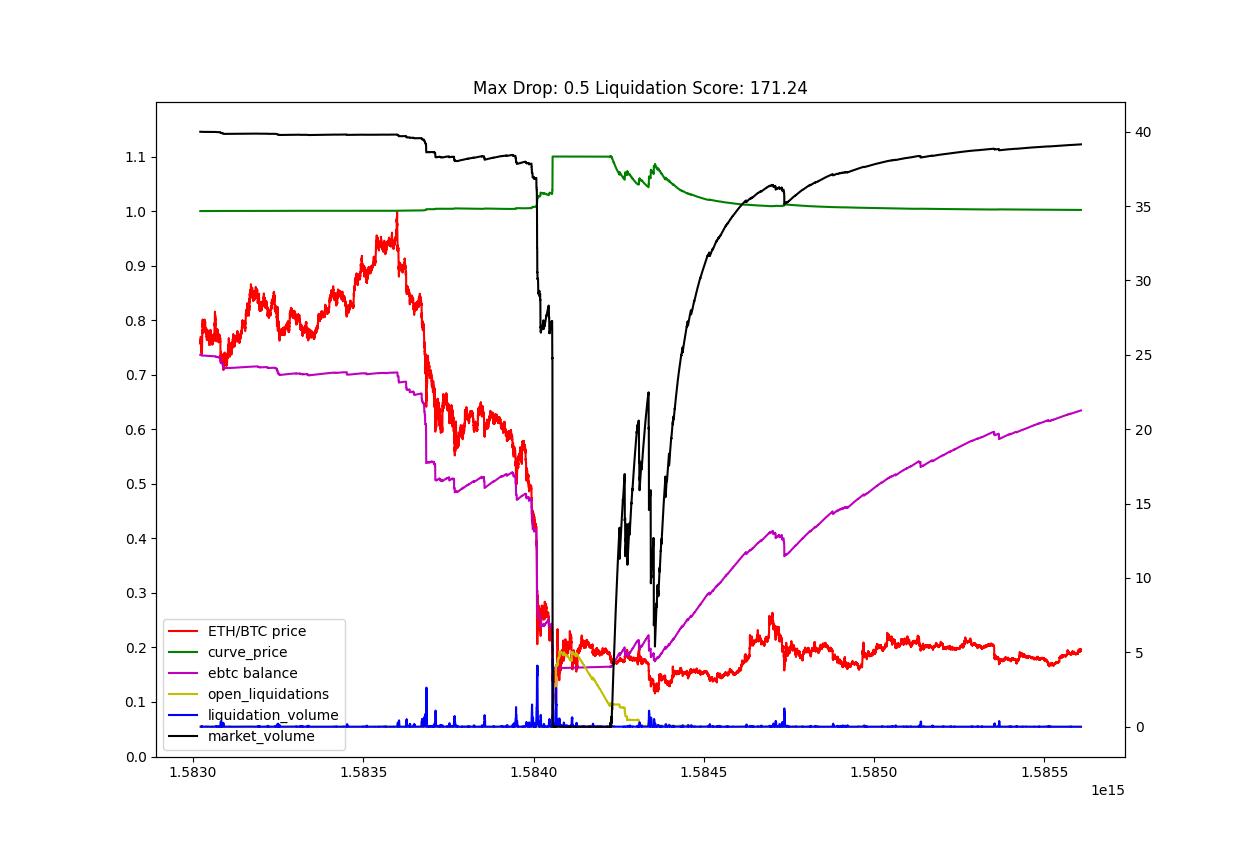 Max Drop: 0.5 Liquidation Score: 171.24
1.1
1.0
0.9
0.8
0.7
0.6
0.5
0.4
0.3
0.2
0.1
0.0
40
35
30
25
20
15
10
5
0
ETH/BTC price
curve_price
ebtc balance
open_liquidations
liquidation_volume
market_volume
1.5830 1.5835 1.5840 1.5845 1.5850 1.5855
1e15